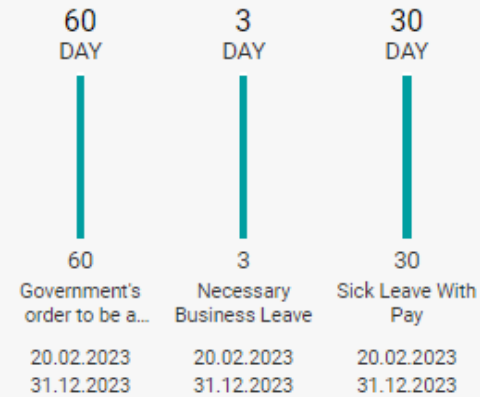 60
DAY
60
Government's
order to be a...
20.02.2023
31.12.2023
3
DAY
3
Necessary
Business Leave
20.02.2023
31.12.2023
30
DAY
30
Sick Leave With
Pay
20.02.2023
31.12.2023